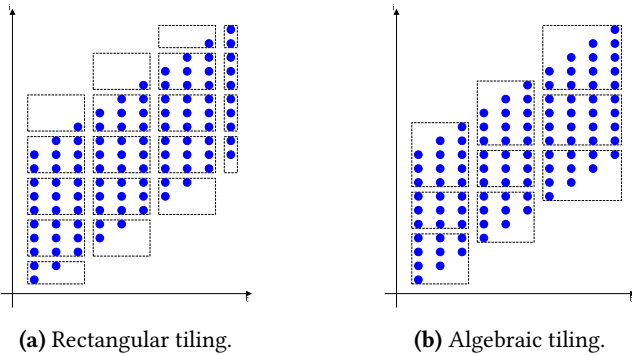 i
i
t
t
(a) Rectangular tiling.
(b) Algebraic tiling.